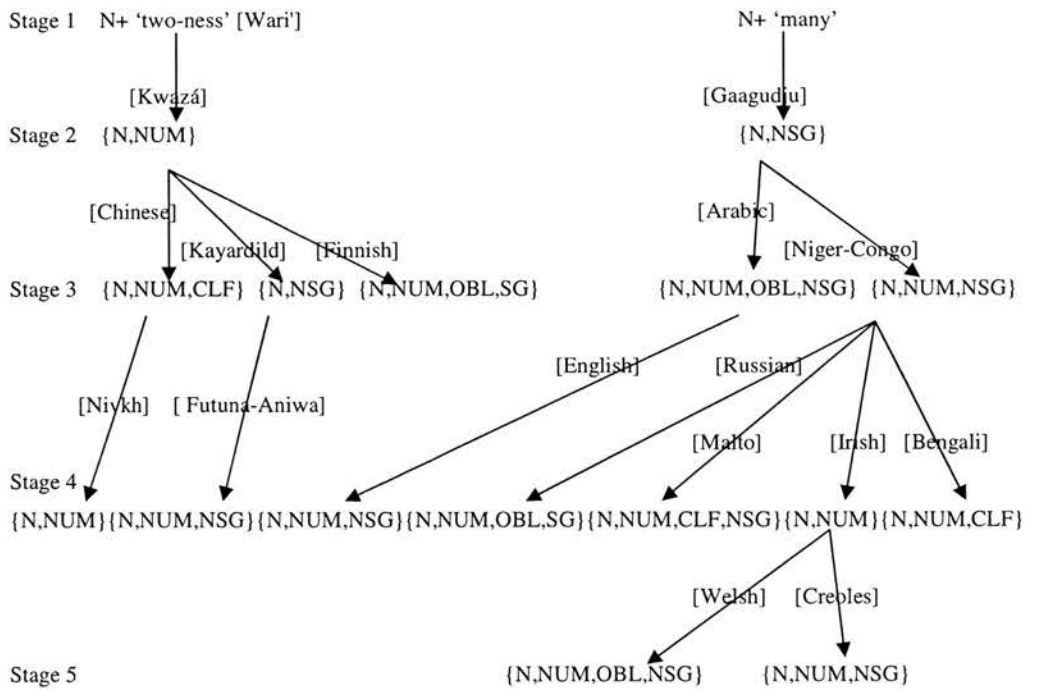 Stage 1 N+ ‘two-ness’ [Wari'] N+ ‘many’
[Kwazá] [Gaagudju]
Stage 2 {N,NUM} {N,NSG}
[Chinese] [Arabic]
[Kayardild] [Finnish] [Niger-Congo]
Stage 3 {N,NUM,CLF} {N,NSG} {N,NUM,OBL,SG} {N,NUM,OBL,NSG} {N,NUM,NSG}
[English] [Russian]
[Nivkh] [ Futuna-Aniwa]
[Malto] [Irish] [Bengali]
Stage 4
{N,NUM}{N,NUM,NSG}{N,NUM,NSG}{N,NUM,OBL,SG}{N,NUM,CLF,NSG}{N,NUM}{N,NUM,CLF}
[Welsh] [Creoles]
Stage 5 {N,NUM,OBL,NSG} {N,NUM,NSG}